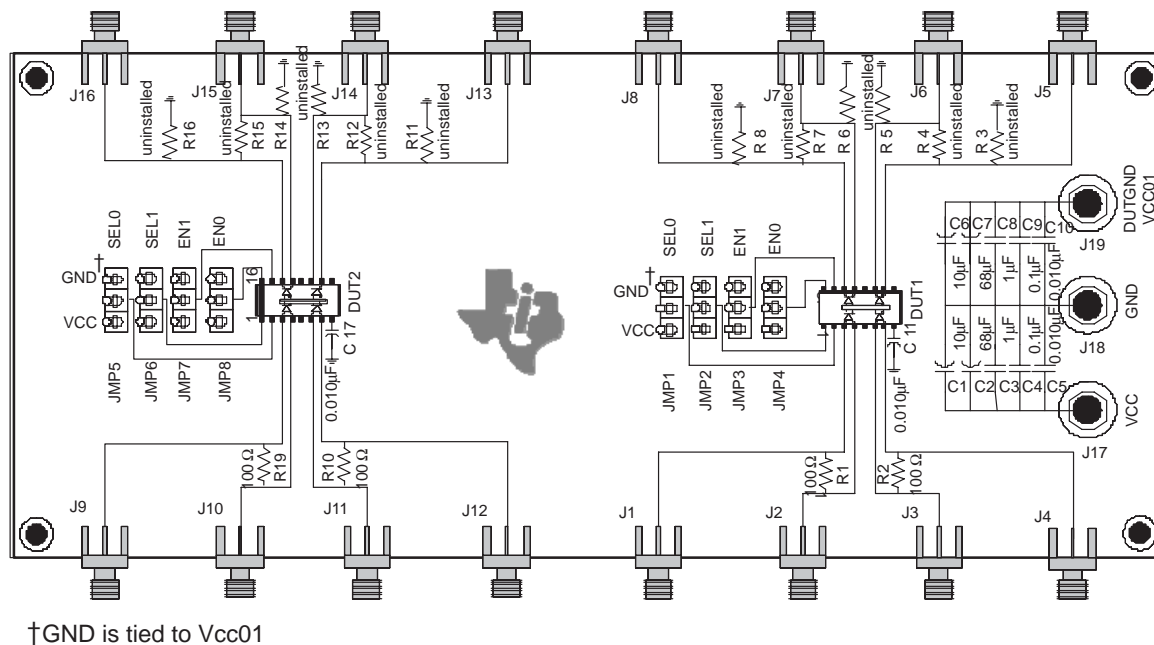 J16 J15 J14 J13 J8 J7 J6 J5
uninstalled
R16
uninstalled
R15
R14
uninstalled
R13
R12
uninstalled
R11
uninstalled
uninstalled
R 8
R 7
uninstalled
R 6
uninstalled
R 5
R 4
uninstalled
R 3
uninstalled
SEL0 SEL1 EN1 EN0
†
GND
VCC
JMP5 JMP6 JMP7 JMP8
16
1
DUT2
C 17
0.010µF
SEL0 SEL1 EN1 EN0
†
GND
VCC
JMP1 JMP2 JMP3 JMP4
1
DUT1
C 11
0.010µF
C6 C7 C8 C9 C10
10µF 68µF 1µF 0.1µF 0.010µF
10µF 68µF 1µF 0.1µF 0.010µF
C1 C2 C3 C4 C5
J19
DUTGND
VCC01
J18
GND
J17
VCC
100 Ω
R19
R10
100 Ω
100 Ω
R1
R2
100 Ω
J9 J10 J11 J12 J1 J2 J3 J4
†GND is tied to Vcc01